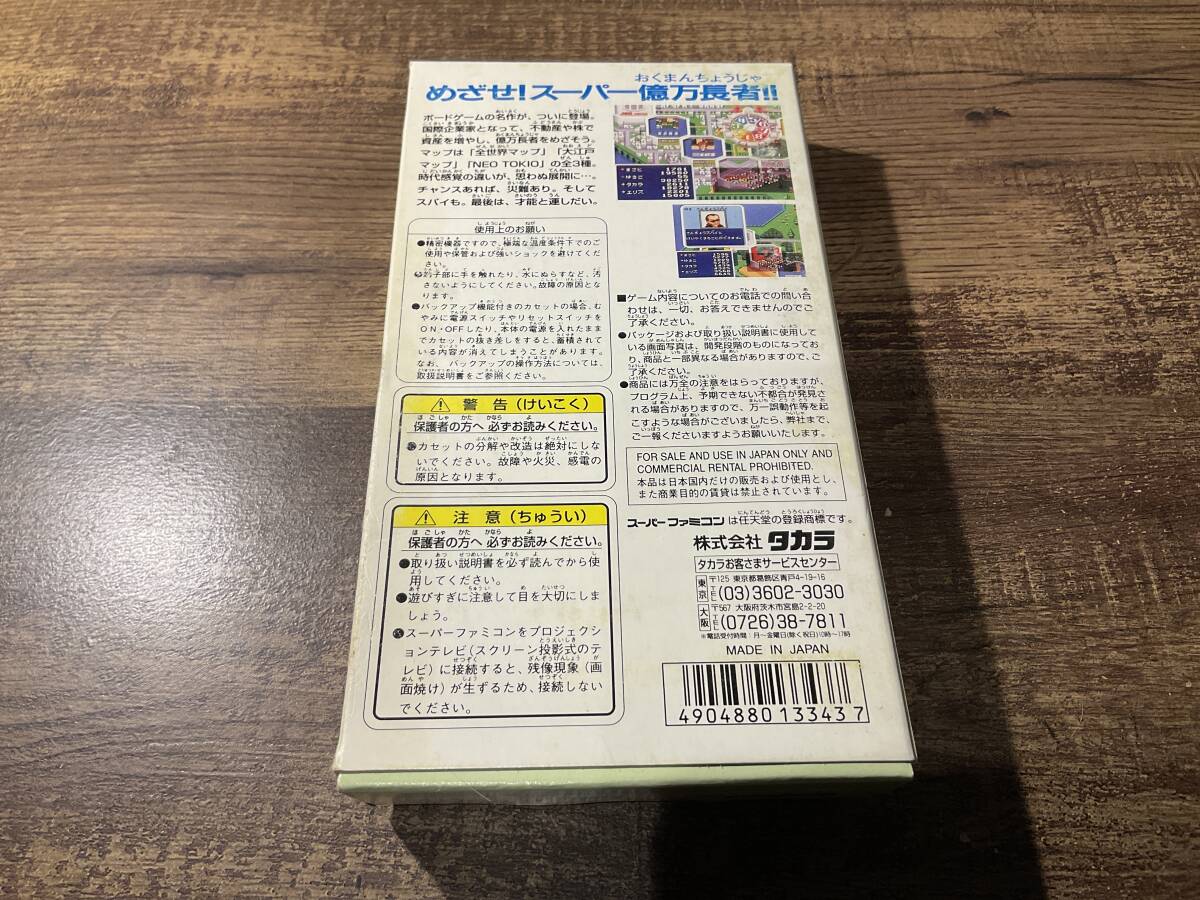 めざせ!スーパー億万長者!!
おくまんちょうじゃ
ボードゲームの名作が、ついに登場。
国際企業家となって、不動産や株で
資産を増やし、億万長者をめざそう。
マップは「全世界マップ」「大江戸
マップ」「NEO TOKIO」の全3種。
時代感覚の違いが、思わぬ展開に…。
チャンスあれば、災難あり。そして
スパイも。最後は、才能と運しだい。
使用上のお願い
●精密機器ですので、極端な温度条件下でのご
使用や保管および強いショックを避けてくだ
さい。
●端子部に手を触れたり、水にぬらすなど、汚
さないようにしてください。故障の原因とな
ります。
●バックアップ機能付きのカセットの場合、む
やみに電源スイッチやリセットスイッチを
ON・OFFしたり、本体の電源を入れたまま
でカセットの抜き差しをすると、蓄積されて
いる内容が消えてしまうことがあります。
なお、バックアップの操作方法については、
取扱説明書をご参照ください。
警告(けいこく)
保護者の方へ 必ずお読みください。
●カセットの分解や改造は絶対にしな
いでください。故障や火災、感電の
原因となります。
注意(ちゅうい)
保護者の方へ 必ずお読みください。
●取り扱い説明書を必ず読んでから使
用してください。
●遊びすぎに注意して目を大切にしま
しょう。
●スーパーファミコンをプロジェクシ
ョンテレビ(スクリーン投影式のテ
レビ)に接続すると、残像現象(画
面焼け)が生ずるため、接続しない
でください。
■ゲーム内容についてのお電話での問い合
わせは、一切、お答えできませんのでご
了承ください。
●パッケージおよび取り扱い説明書に使用して
いる画面写真は、開発段階のものになってお
り、商品と一部異なる場合がありますので、ご
了承ください。
●商品には万全の注意をはらっておりますが、
プログラム上、予期できない不都合が発見さ
れる場合がありますので、万一誤動作等を起
こすような場合がございましたら、弊社まで、
ご一報くださいますようお願いいたします。
FOR SALE AND USE IN JAPAN ONLY AND
COMMERCIAL RENTAL PROHIBITED.
本品は日本国内だけの販売および使用とし、
また商業目的の賃貸は禁止されています。
スーパーファミコンは任天堂の登録商標です。
株式会社 タカラ
タカラお客さまサービスセンター
東京 〒125 東京都葛飾区青戸4-19-16
TEL (03)3602-3030
大阪 〒567 大阪府茨木市宮島2-2-20
TEL (0726)38-7811
※電話受付時間:月〜金曜日(除く祝日)10時〜17時
MADE IN JAPAN
4904880133437